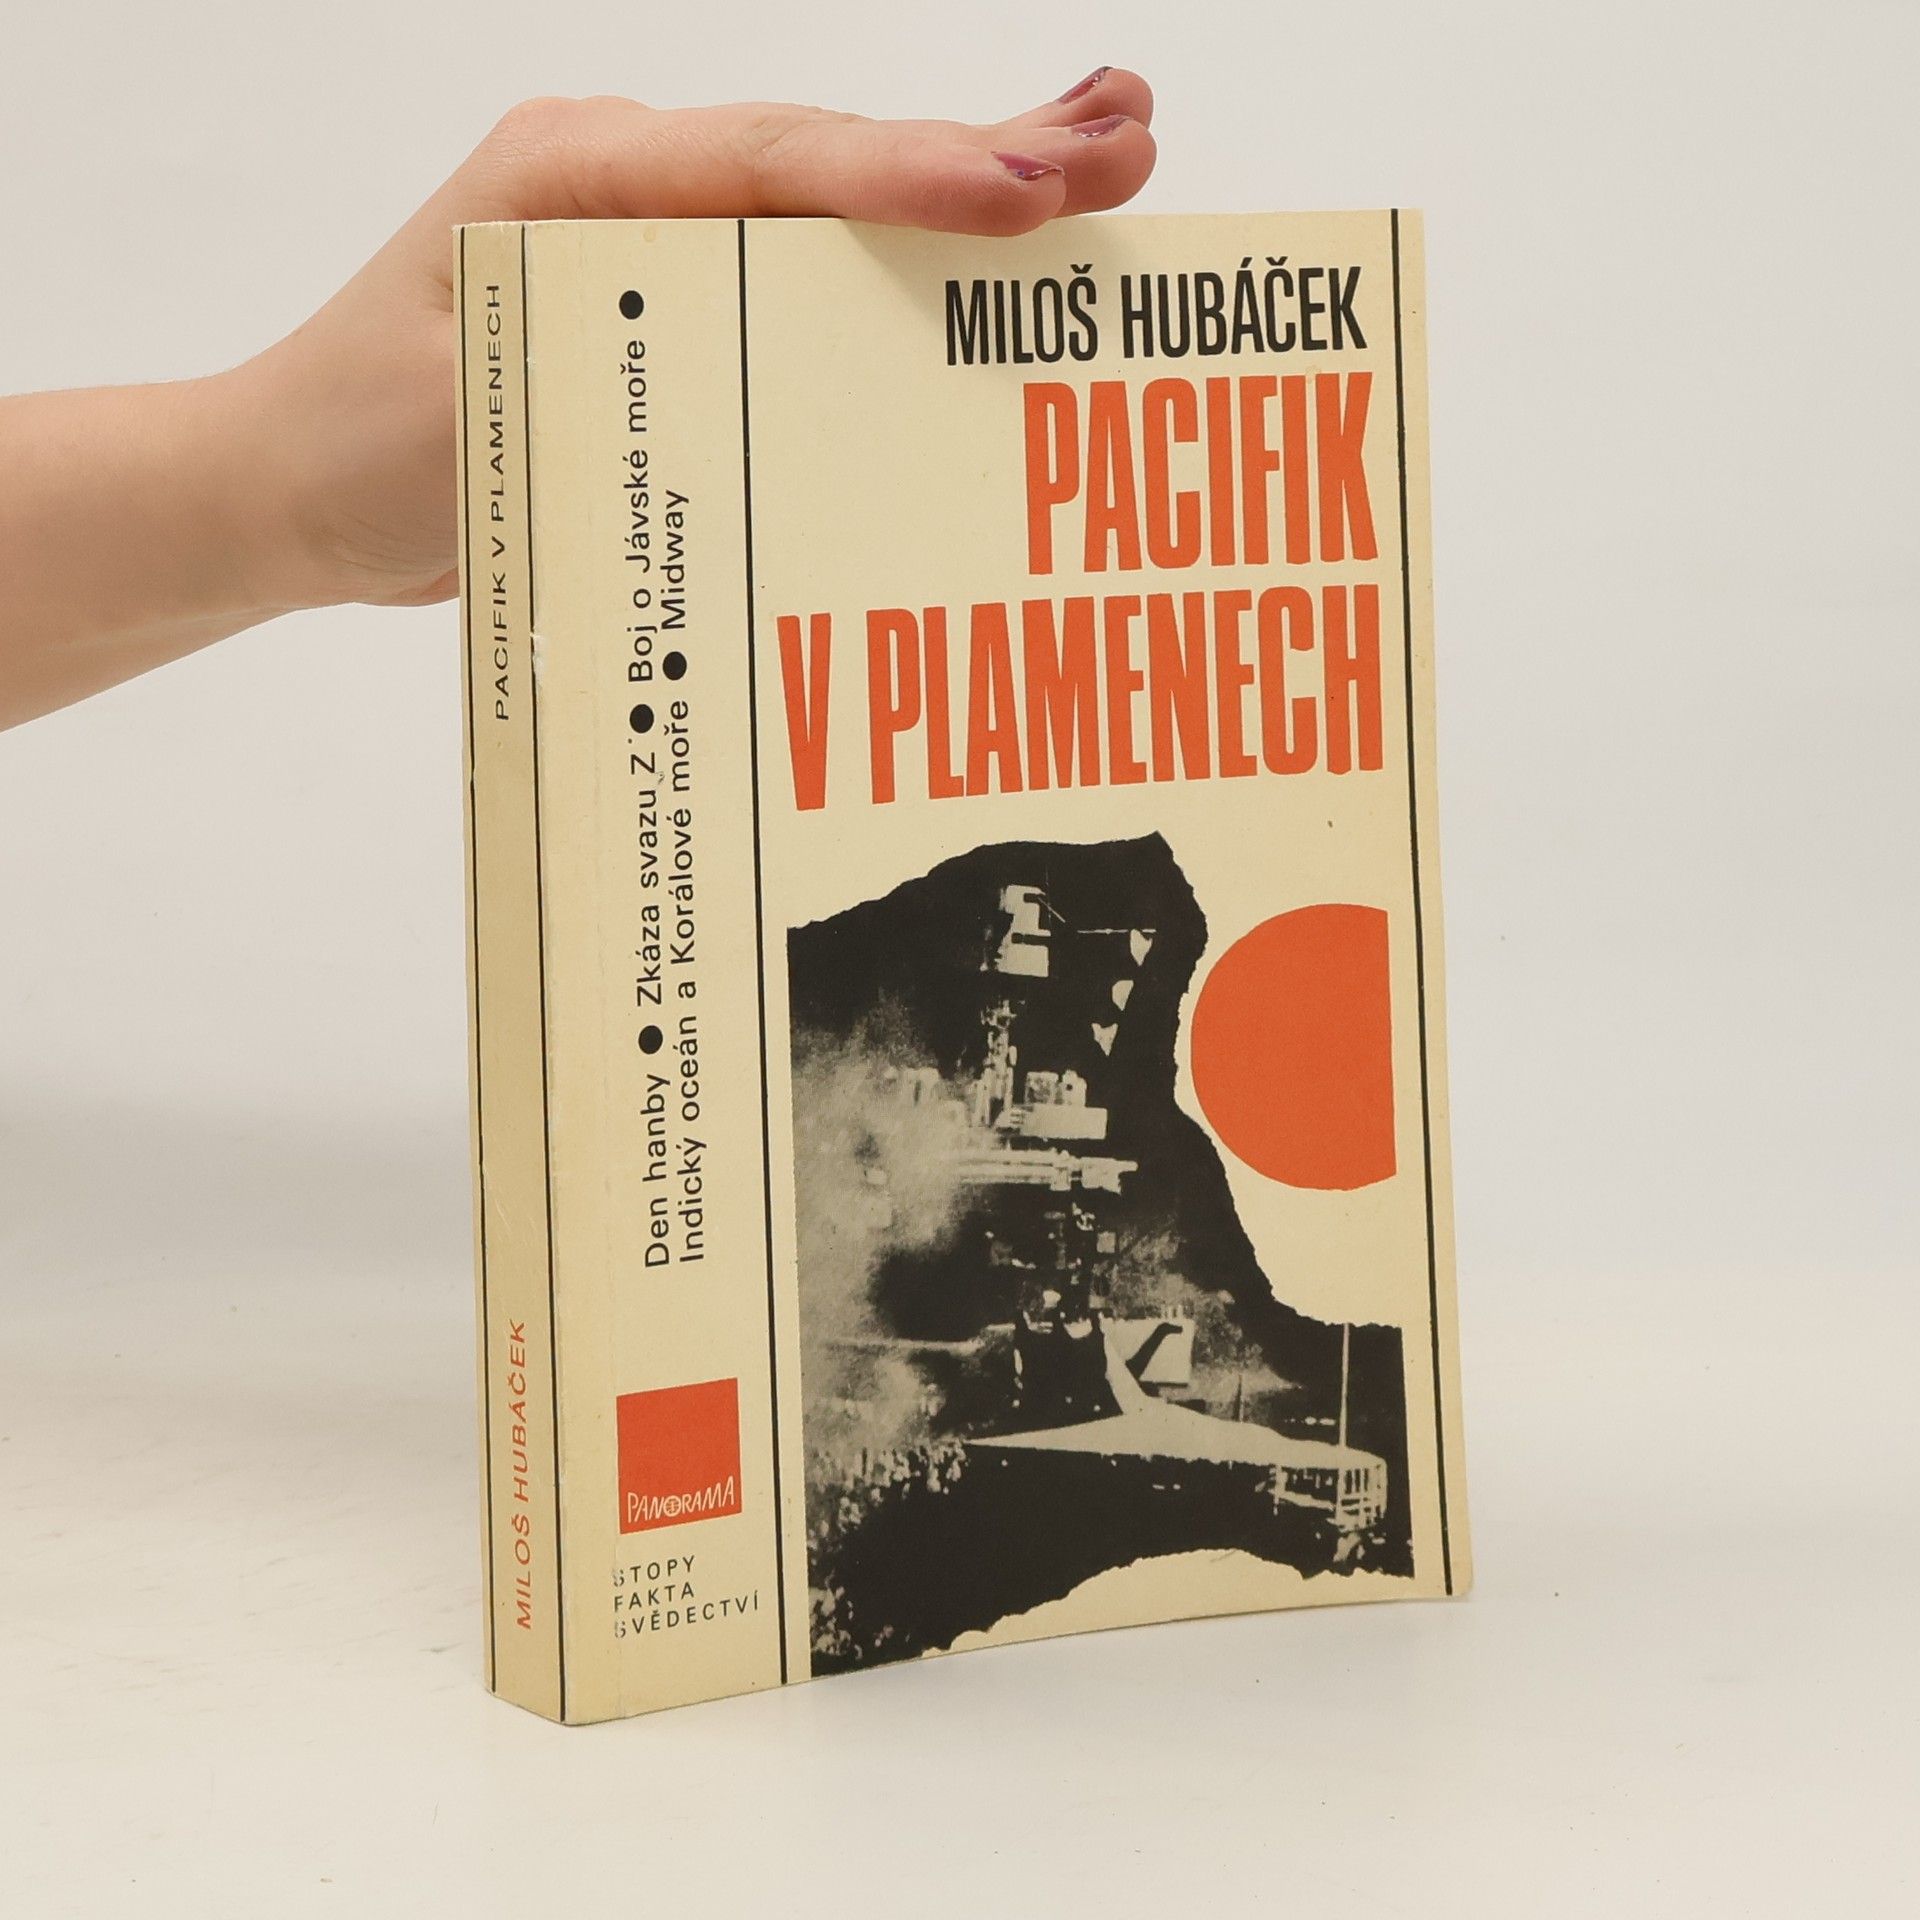 PACIFIK V PLAMENECH
MILOŠ HUBÁČEK
Den hanby ● Zkáza svazu Z ● Boj o Jávské moře ●
Indický oceán a Korálové moře ● Midway
PANORAMA
STOPY
FAKTA
SVĚDECTVÍ
MILOŠ HUBÁČEK
PACIFIK
V PLAMENECH